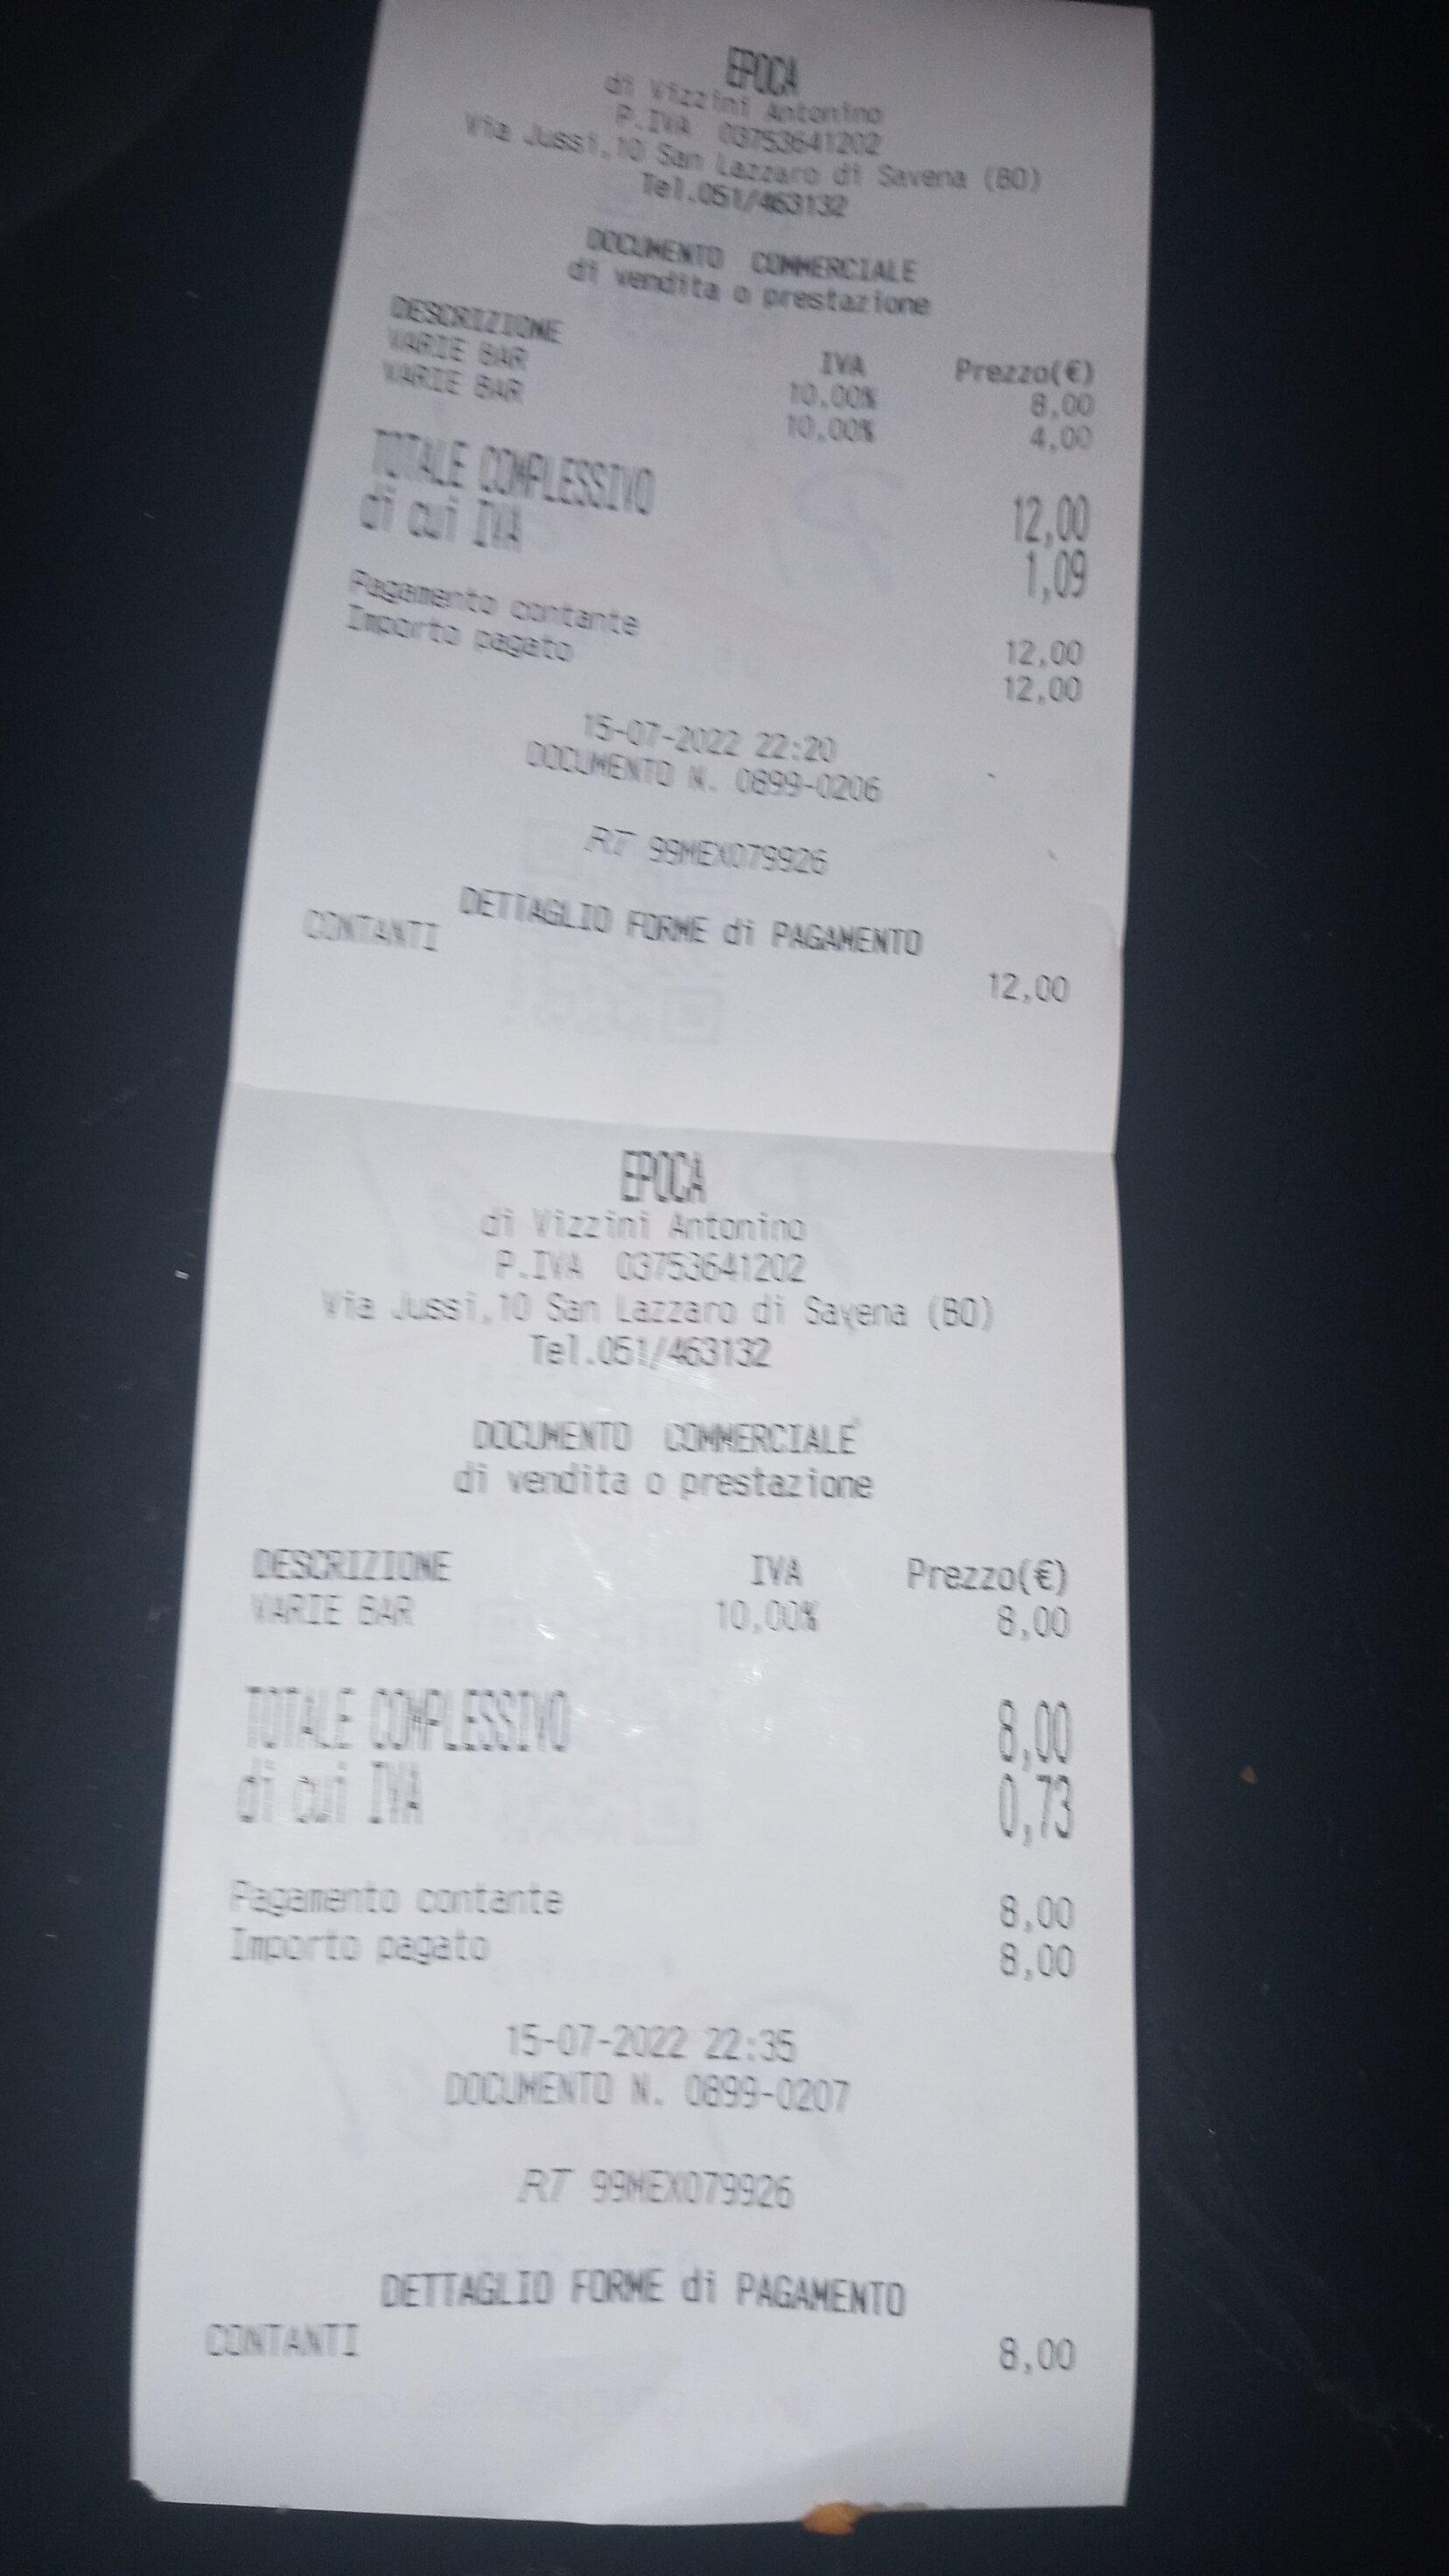 EPOCA
di Vizzini Antonino
P.IVA 03753641202
Via Jussi,10 San Lazzaro di Savena (BO)
Tel.051/463132
DOCUMENTO COMMERCIALE
di vendita o prestazione
DESCRIZIONE IVA Prezzo(€)
VARIE BAR 10,00% 8,00
VARIE BAR 10,00% 4,00
TOTALE COMPLESSIVO 12,00
di cui IVA 1,09
Pagamento contante 12,00
Importo pagato 12,00
15-07-2022 22:20
DOCUMENTO N. 0899-0206
RT 99MEX079926
DETTAGLIO FORME di PAGAMENTO
CONTANTI 12,00
EPOCA
di Vizzini Antonino
P.IVA 03753641202
Via Jussi,10 San Lazzaro di Savena (BO)
Tel.051/463132
DOCUMENTO COMMERCIALE
di vendita o prestazione
DESCRIZIONE IVA Prezzo(€)
VARIE BAR 10,00% 8,00
TOTALE COMPLESSIVO 8,00
di cui IVA 0,73
Pagamento contante 8,00
Importo pagato 8,00
15-07-2022 22:35
DOCUMENTO N. 0899-0207
RT 99MEX079926
DETTAGLIO FORME di PAGAMENTO
CONTANTI 8,00